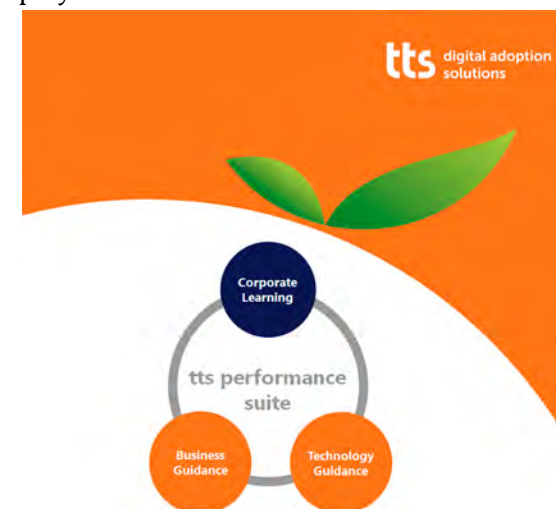 tts digital adoption
solutions
Corporate
Learning
tts performance
suite
Business
Guidance
Technology
Guidance